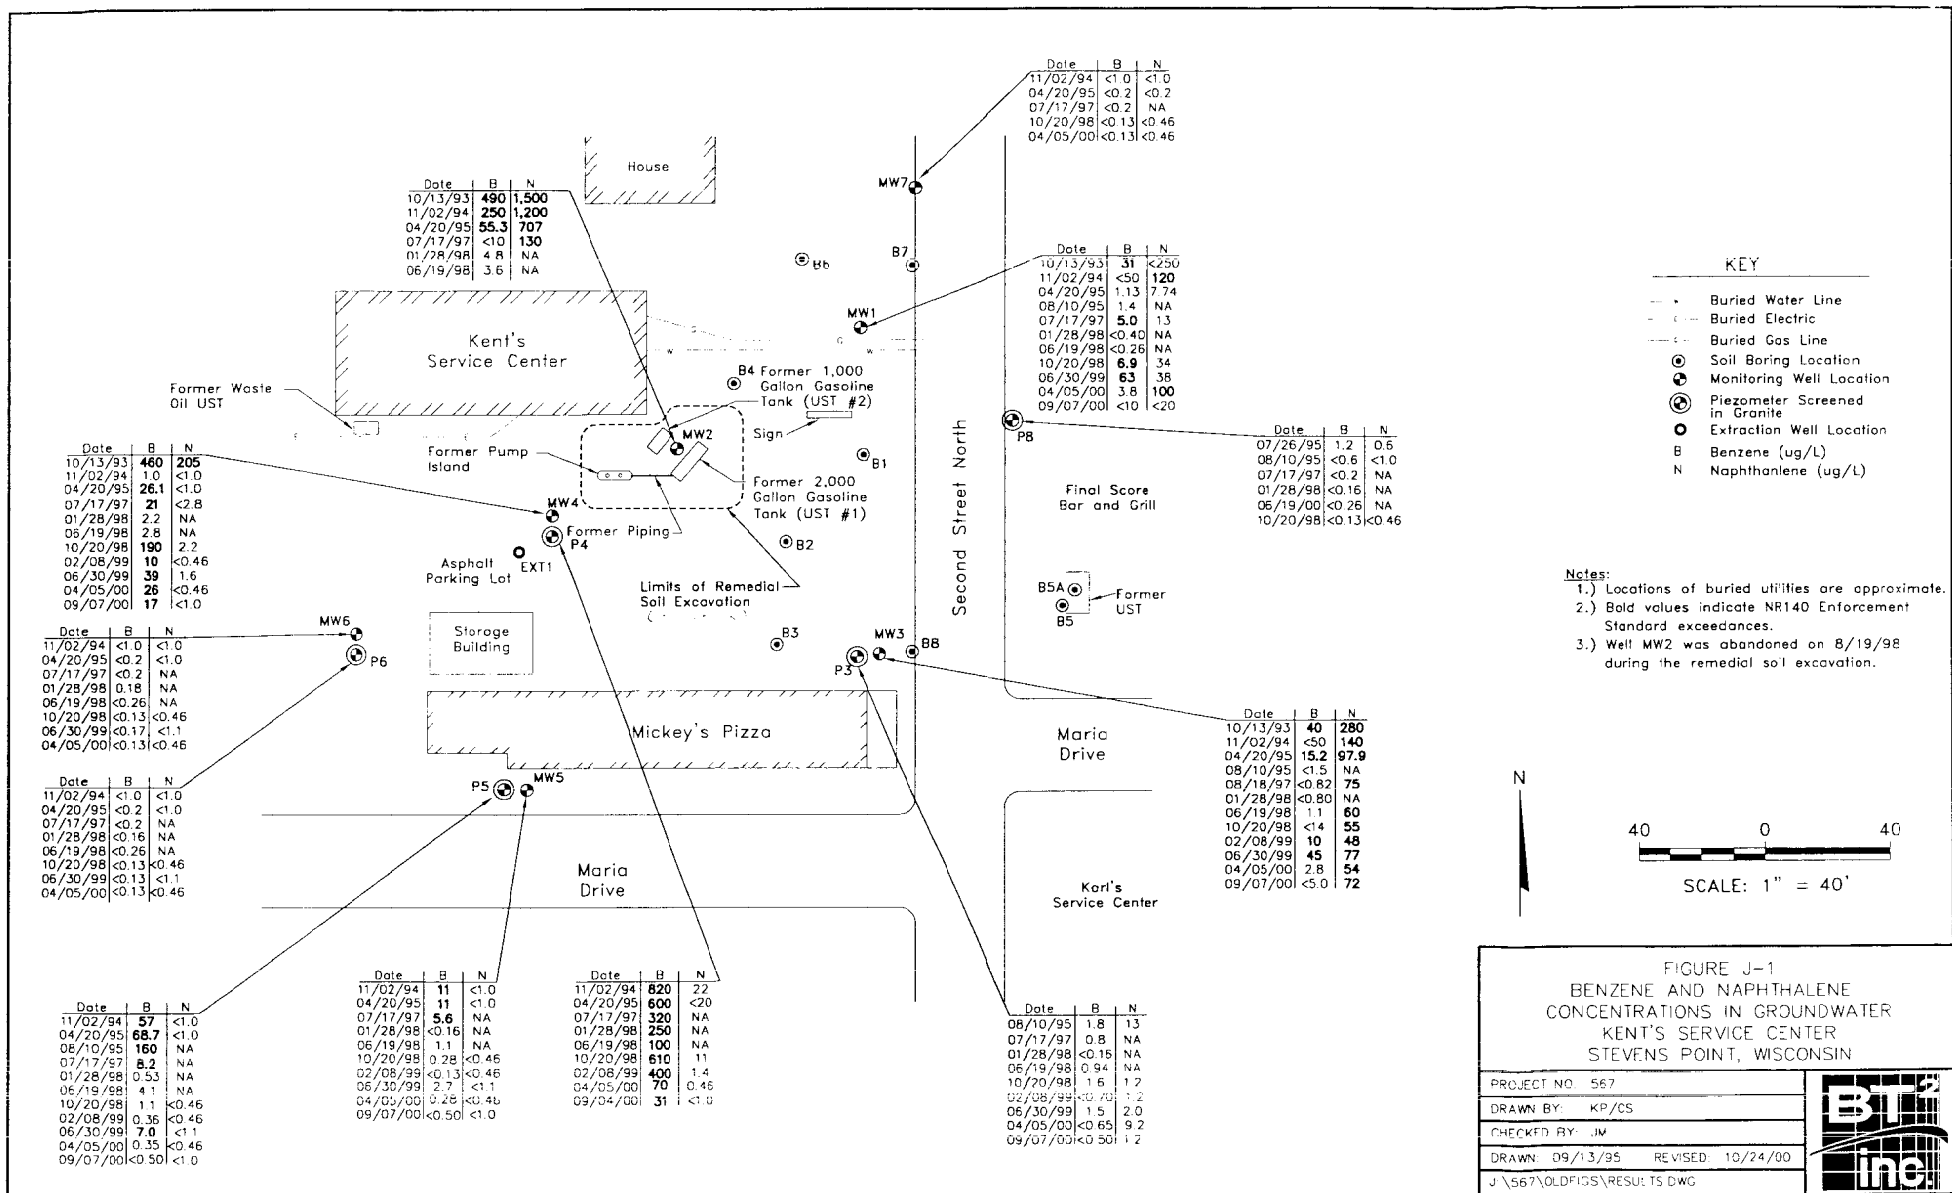 Date B N
11/02/94 <1.0 <1.0
04/20/95 <0.2 <0.2
07/17/97 <0.2 NA
10/20/98 <0.13 <0.46
04/05/00 <0.13 <0.46
House
MW7
Date B N
10/13/93 490 1,500
11/02/94 250 1,200
04/20/95 55.3 707
07/17/97 <10 130
01/28/98 4.8 NA
06/19/98 3.6 NA
B6
B7
Date B N
10/13/93 31 <250
11/02/94 <50 120
04/20/95 1.13 7.74
08/10/95 1.4 NA
07/17/97 5.0 13
01/28/98 <0.40 NA
06/19/98 <0.26 NA
10/20/98 6.9 34
06/30/99 63 38
04/05/00 3.8 100
09/07/00 <10 <20
MW1
G
W W
KEY
Buried Water Line
Buried Electric
Buried Gas Line
Soil Boring Location
Monitoring Well Location
Piezometer Screened
in Granite
Extraction Well Location
B Benzene (ug/L)
N Naphthanlene (ug/L)
Kent's
Service Center
Former Waste
Oil UST
B4
Former 1,000
Gallon Gasoline
Tank (UST #2)
Sign
MW2
Former Pump
Island
B1
Former 2,000
Gallon Gasoline
Tank (UST #1)
P8
Date B N
07/26/95 1.2 0.6
08/10/95 <0.6 <1.0
07/17/97 <0.2 NA
01/28/98 <0.16 NA
06/19/00 <0.26 NA
10/20/98 <0.13 <0.46
Second Street North
Final Score
Bar and Grill
Date B N
10/13/93 460 205
11/02/94 1.0 <1.0
04/20/95 26.1 <1.0
07/17/97 21 <2.8
01/28/98 2.2 NA
06/19/98 2.8 NA
10/20/98 190 2.2
02/08/99 10 <0.46
06/30/99 39 1.6
04/05/00 26 <0.46
09/07/00 17 <1.0
MW4
Former Piping
P4
EXT1
B2
Asphalt
Parking Lot
Limits of Remedial
Soil Excavation
B5A
B5
Former
UST
Notes:
1.) Locations of buried utilities are approximate.
2.) Bold values indicate NR140 Enforcement
Standard exceedances.
3.) Well MW2 was abandoned on 8/19/98
during the remedial soil excavation.
Date B N
11/02/94 <1.0 <1.0
04/20/95 <0.2 <1.0
07/17/97 <0.2 NA
01/28/98 0.18 NA
06/19/98 <0.26 NA
10/20/98 <0.13 <0.46
06/30/99 <0.17 <1.1
04/05/00 <0.13 <0.46
MW6
P6
Storage
Building
B3
MW3
P3
B8
Mickey's Pizza
Maria
Drive
Date B N
10/13/93 40 280
11/02/94 <50 140
04/20/95 15.2 97.9
08/10/95 <1.5 NA
08/18/97 <0.82 75
01/28/98 <0.80 NA
06/19/98 1.1 60
10/20/98 <14 55
02/08/99 10 48
06/30/99 45 77
04/05/00 2.8 54
09/07/00 <5.0 72
Date B N
11/02/94 <1.0 <1.0
04/20/95 <0.2 <1.0
07/17/97 <0.2 NA
01/28/98 <0.16 NA
06/19/98 <0.26 NA
10/20/98 <0.13 <0.46
06/30/99 <0.13 <1.1
04/05/00 <0.13 <0.46
P5
MW5
Maria
Drive
Karl's
Service Center
N
40 0 40
SCALE: 1" = 40'
Date B N
11/02/94 57 <1.0
04/20/95 68.7 <1.0
08/10/95 160 NA
07/17/97 8.2 NA
01/28/98 0.53 NA
06/19/98 4.1 NA
10/20/98 1.1 <0.46
02/08/99 0.36 <0.46
06/30/99 7.0 <1.1
04/05/00 0.35 <0.46
09/07/00 <0.50 <1.0
Date B N
11/02/94 11 <1.0
04/20/95 11 <1.0
07/17/97 5.6 NA
01/28/98 <0.16 NA
06/19/98 1.1 NA
10/20/98 0.28 <0.46
02/08/99 <0.13 <0.46
06/30/99 2.7 <1.1
04/05/00 0.28 <0.46
09/07/00 <0.50 <1.0
Date B N
11/02/94 820 22
04/20/95 600 <20
07/17/97 320 NA
01/28/98 250 NA
06/19/98 100 NA
10/20/98 610 11
02/08/99 400 1.4
04/05/00 70 0.46
09/04/00 31 <1.0
Date B N
08/10/95 1.8 13
07/17/97 0.8 NA
01/28/98 <0.16 NA
06/19/98 0.94 NA
10/20/98 1.6 1.2
02/08/99 <0.70 1.2
06/30/99 1.5 2.0
04/05/00 <0.65 9.2
09/07/00 <0.50 1.2
FIGURE J-1
BENZENE AND NAPHTHALENE
CONCENTRATIONS IN GROUNDWATER
KENT'S SERVICE CENTER
STEVENS POINT, WISCONSIN
PROJECT NO. 567
DRAWN BY: KP/CS
CHECKED BY: JM
DRAWN: 09/13/95 REVISED: 10/24/00
J:\567\OLDFIGS\RESULTS.DWG
BT²
inc.